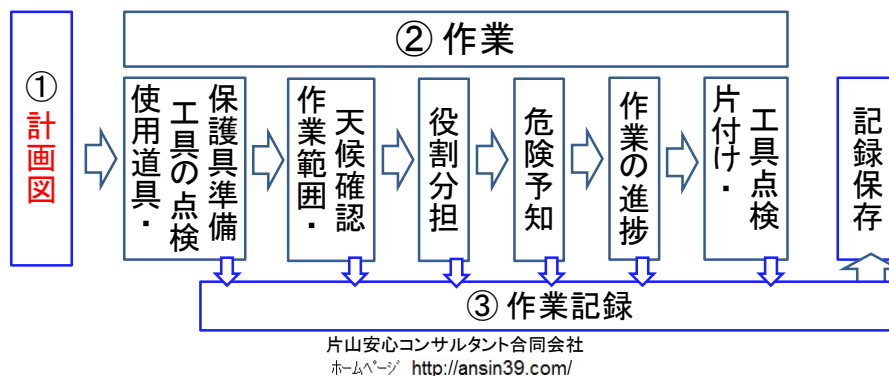 ① 計画図
② 作業
使用道具・
工具の点検
保護具準備
作業範囲・
天候確認
役割分担
危険予知
作業の進捗
片付け・
工具点検
記録保存
③ 作業記録
片山安心コンサルタント合同会社
ﾎｰﾑﾍﾟｰｼﾞ http://ansin39.com/